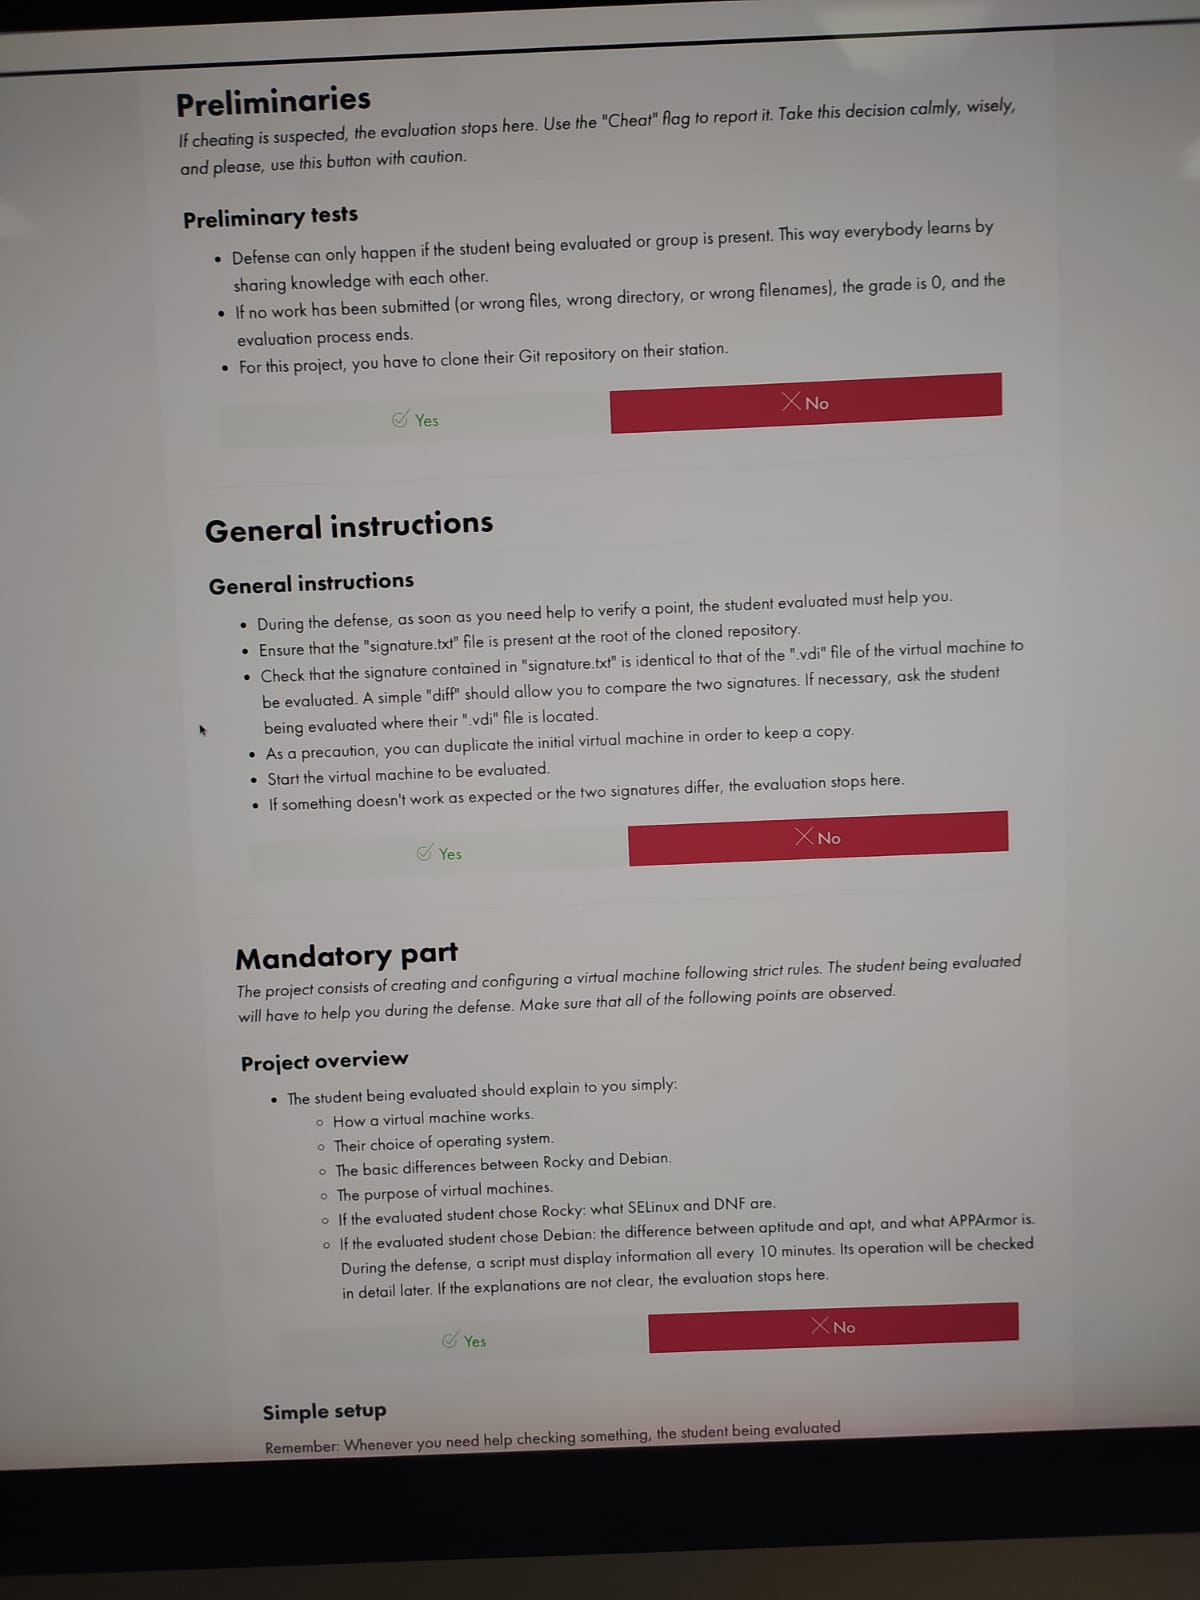 Preliminaries
If cheating is suspected, the evaluation stops here. Use the "Cheat" flag to report it. Take this decision calmly, wisely,
and please, use this button with caution.
Preliminary tests
• Defense can only happen if the student being evaluated or group is present. This way everybody learns by
sharing knowledge with each other.
• If no work has been submitted (or wrong files, wrong directory, or wrong filenames), the grade is 0, and the
evaluation process ends.
• For this project, you have to clone their Git repository on their station.
Yes
No
General instructions
General instructions
• During the defense, as soon as you need help to verify a point, the student evaluated must help you.
• Ensure that the "signature.txt" file is present at the root of the cloned repository.
• Check that the signature contained in "signature.txt" is identical to that of the ".vdi" file of the virtual machine to
be evaluated. A simple "diff" should allow you to compare the two signatures. If necessary, ask the student
being evaluated where their ".vdi" file is located.
• As a precaution, you can duplicate the initial virtual machine in order to keep a copy.
• Start the virtual machine to be evaluated.
• If something doesn't work as expected or the two signatures differ, the evaluation stops here.
Yes
No
Mandatory part
The project consists of creating and configuring a virtual machine following strict rules. The student being evaluated
will have to help you during the defense. Make sure that all of the following points are observed.
Project overview
• The student being evaluated should explain to you simply:
○ How a virtual machine works.
○ Their choice of operating system.
○ The basic differences between Rocky and Debian.
○ The purpose of virtual machines.
○ If the evaluated student chose Rocky: what SELinux and DNF are.
○ If the evaluated student chose Debian: the difference between aptitude and apt, and what APPArmor is.
During the defense, a script must display information all every 10 minutes. Its operation will be checked
in detail later. If the explanations are not clear, the evaluation stops here.
Yes
No
Simple setup
Remember: Whenever you need help checking something, the student being evaluated